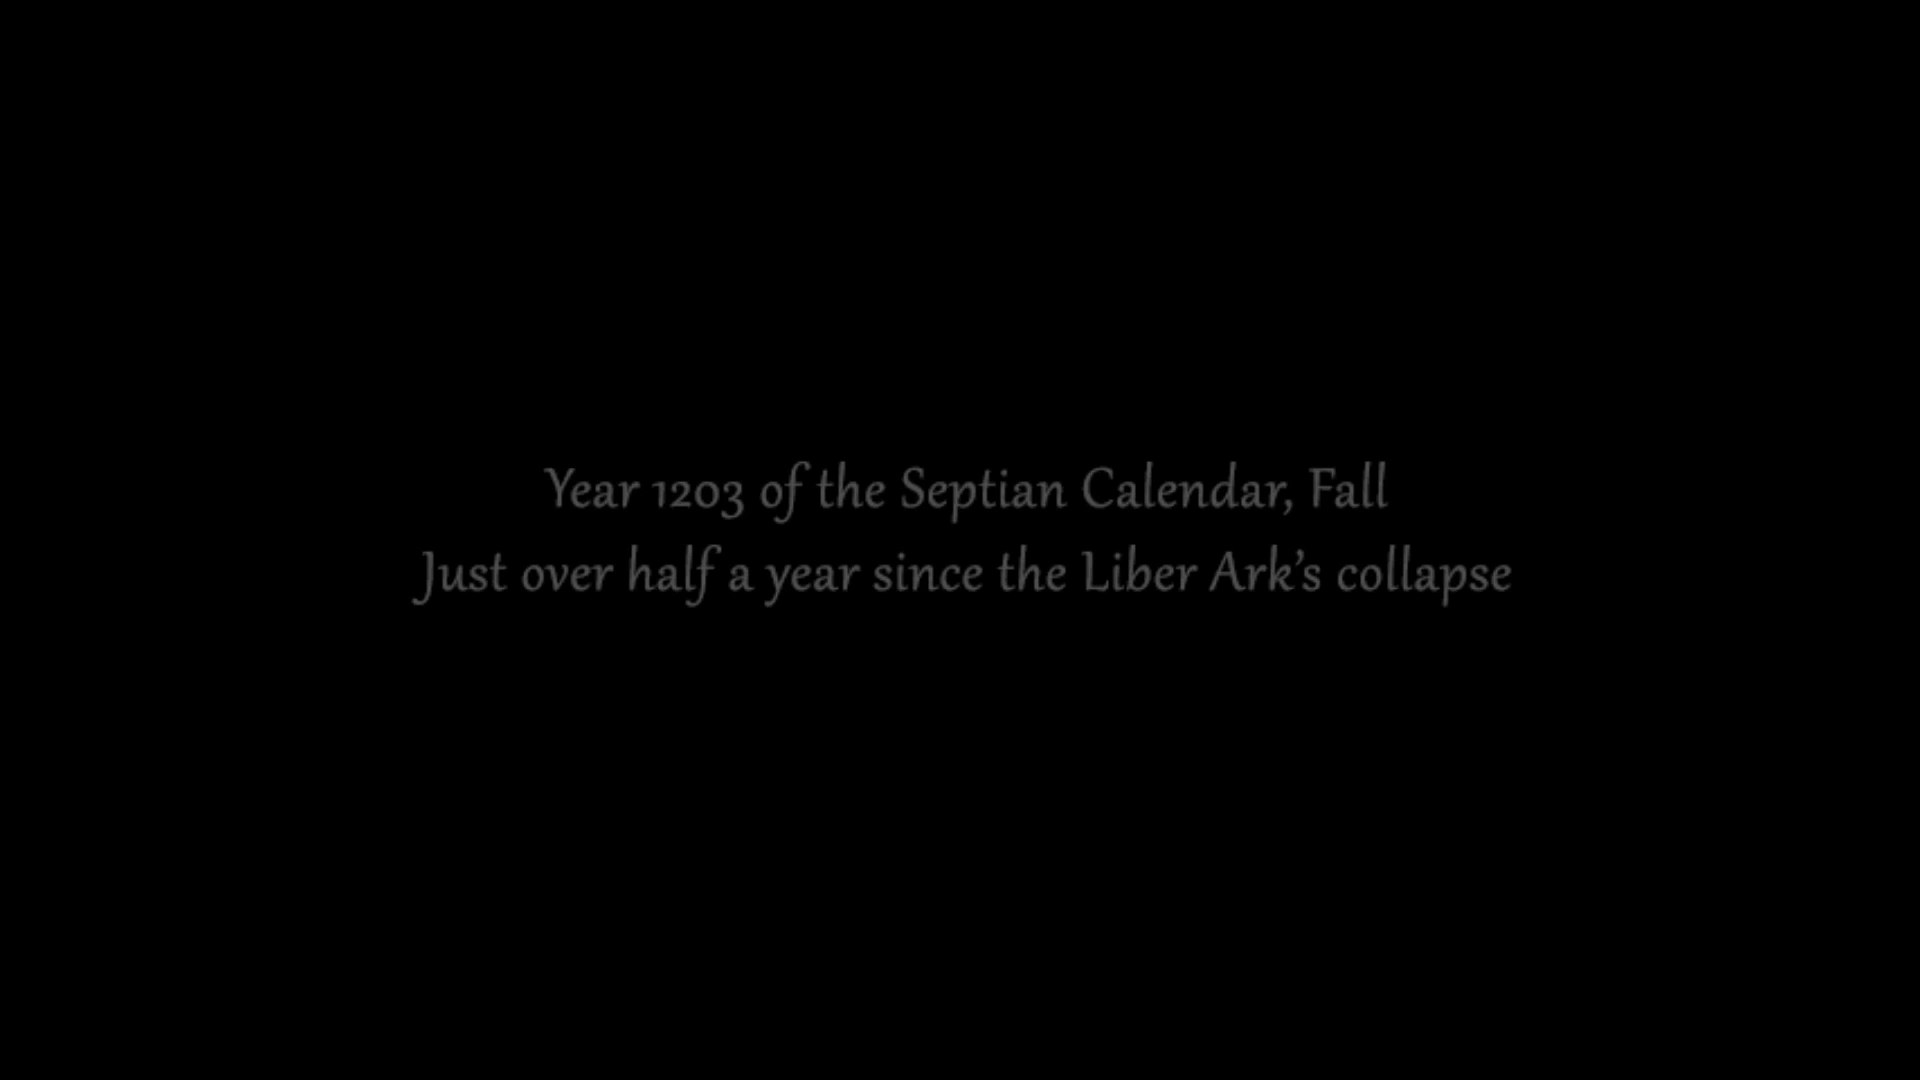 Year 1203 of the Septian Calendar, Fall
Just over half a year since the Liber Ark’s collapse